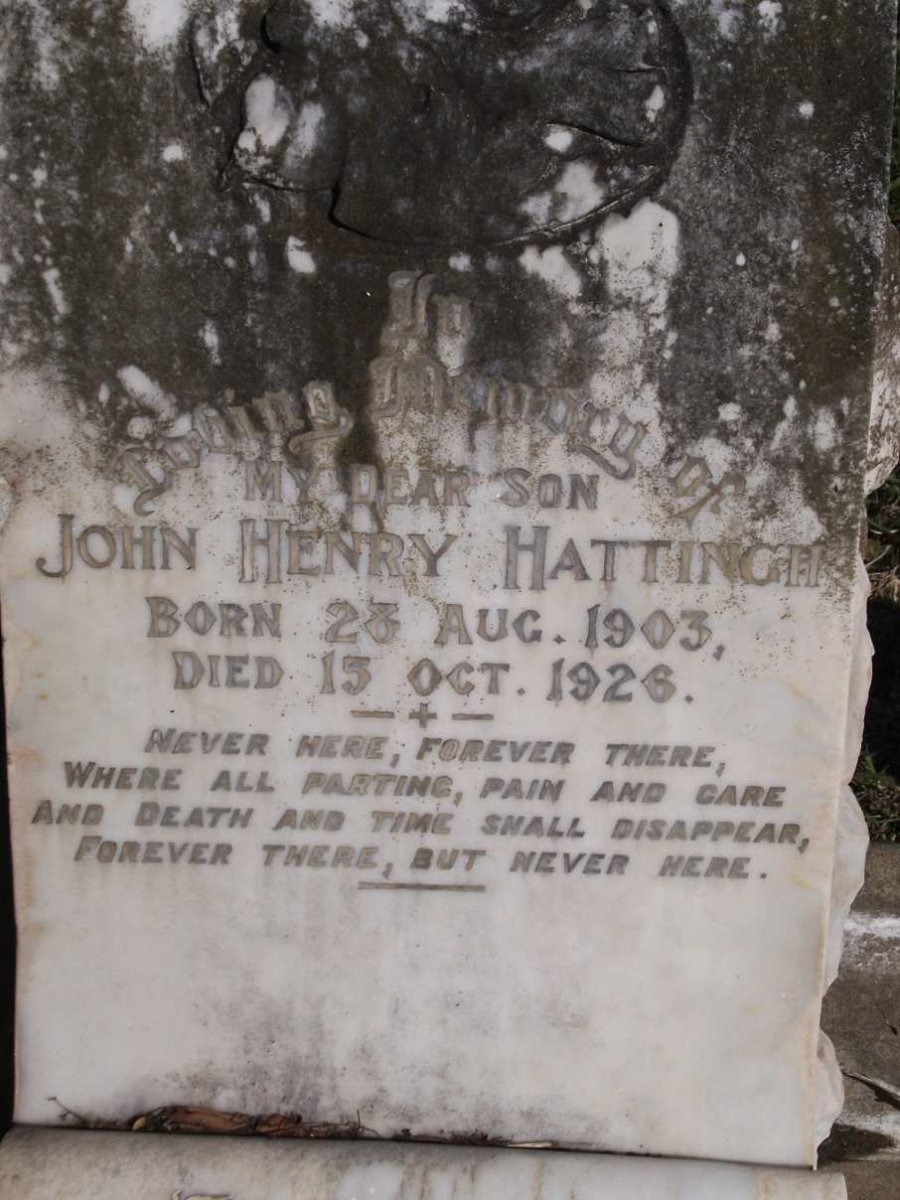 In
Loving Memory of
MY DEAR SON
JOHN HENRY HATTINGH
BORN 28 AUG. 1903,
DIED 15 OCT. 1926.
NEVER HERE, FOREVER THERE,
WHERE ALL PARTING, PAIN AND CARE
AND DEATH AND TIME SHALL DISAPPEAR,
FOREVER THERE, BUT NEVER HERE.